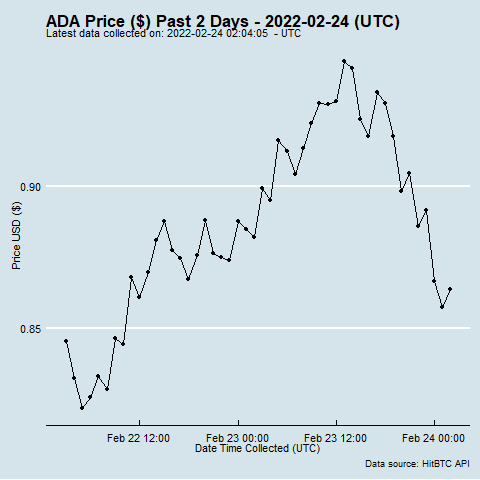 ADA Price ($) Past 2 Days - 2022-02-24 (UTC)
Latest data collected on: 2022-02-24 02:04:05 - UTC
0.90
Price USD ($)
0.85
Feb 22 12:00 Feb 23 00:00 Feb 23 12:00 Feb 24 00:00
Date Time Collected (UTC)
Data source: HitBTC API